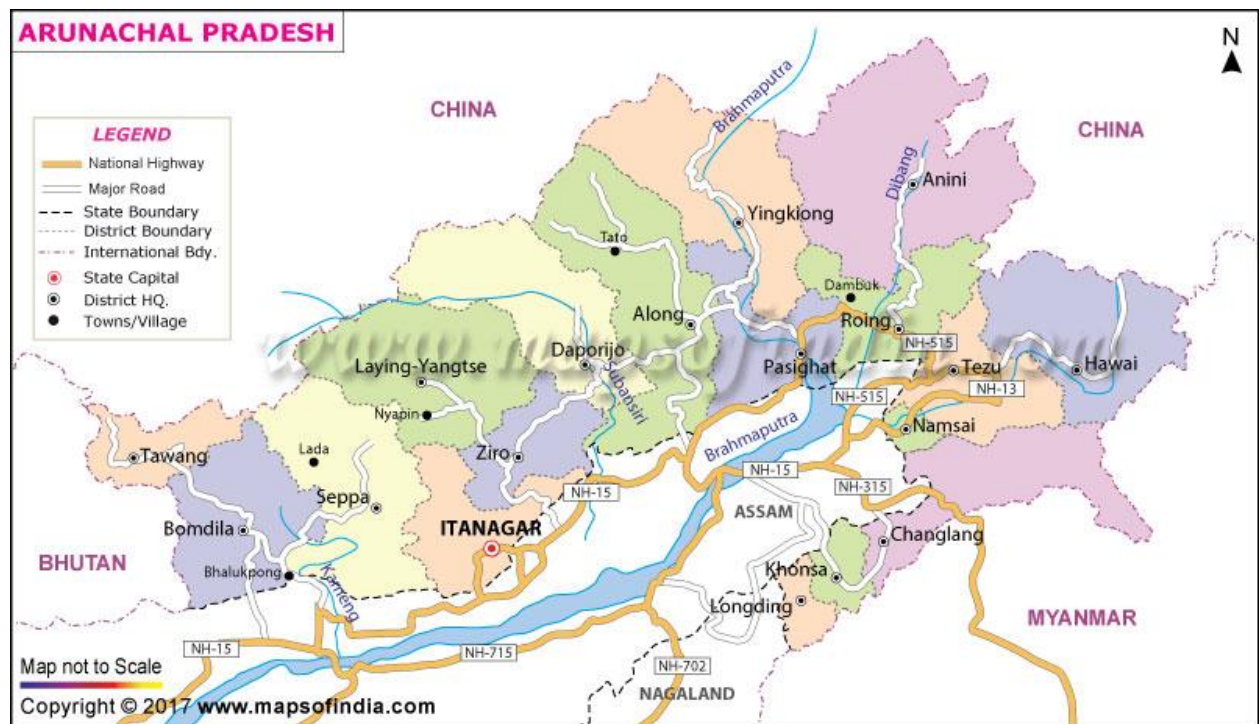 ARUNACHAL PRADESH
N
CHINA
CHINA
LEGEND
National Highway
Major Road
State Boundary
District Boundary
International Bdy.
State Capital
District HQ.
Towns/Village
Brahmaputra
Dibang
Anini
Yingkiong
Tato
Dambuk
Along
Roing
NH-515
www.mapsofindia.com
Daporijo
Pasighat
Tezu
Hawai
Laying-Yangtse
Subansiri
NH-515
NH-13
Nyapin
Namsai
Brahmaputra
Tawang
Lada
Ziro
NH-15
NH-315
Seppa
NH-15
ASSAM
Bomdila
ITANAGAR
Changlang
BHUTAN
Bhalukpong
Kameng
Khonsa
Longding
MYANMAR
NH-15
NH-715
NH-702
Map not to Scale
NAGALAND
Copyright © 2017 www.mapsofindia.com